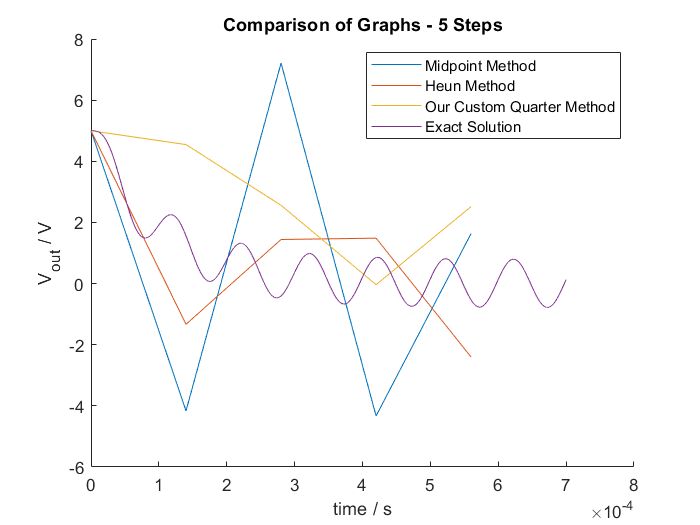 Comparison of Graphs - 5 Steps
Midpoint Method
Heun Method
Our Custom Quarter Method
Exact Solution
V_out / V
8
6
4
2
0
-2
-4
-6
0 1 2 3 4 5 6 7 8
time / s
×10^-4